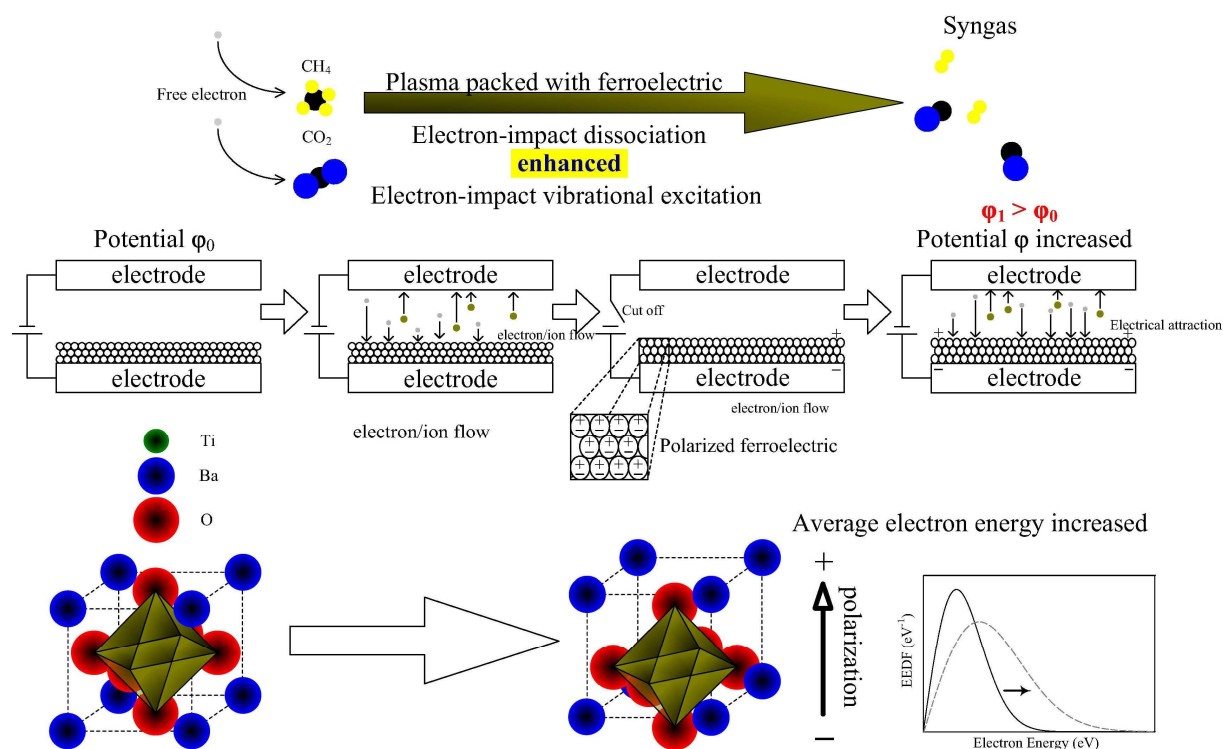 Syngas
CH4
Free electron
Plasma packed with ferroelectric
CO2
Electron-impact dissociation
enhanced
Electron-impact vibrational excitation
φ1 > φ0
Potential φ0
Potential φ increased
electrode
electrode
electrode
electrode
Cut off
electron/ion flow
Electrical attraction
+
+
+
−
−
−
electrode
electrode
electrode
electrode
electron/ion flow
electron/ion flow
Polarized ferroelectric
+ + + +
− − − −
+ + +
− − −
+ + + +
− − − −
Ti
Ba
O
Average electron energy increased
+
polarization
−
EEDF (eV⁻¹)
Electron Energy (eV)